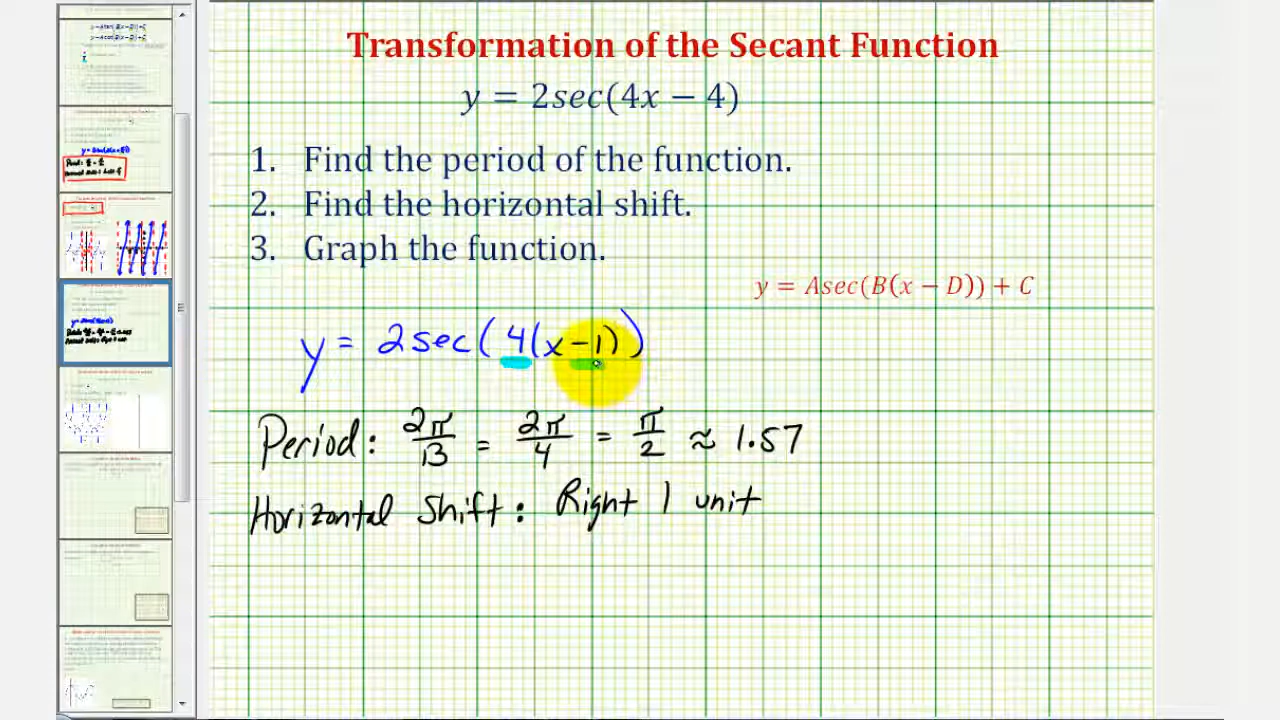 Transformation of the Secant Function
y = 2sec(4x − 4)
1. Find the period of the function.
2. Find the horizontal shift.
3. Graph the function.
y = Asec(B(x − D)) + C
y = 2sec(4(x−1))
Period: 2π/B = 2π/4 = π/2 ≈ 1.57
Horizontal Shift: Right 1 unit